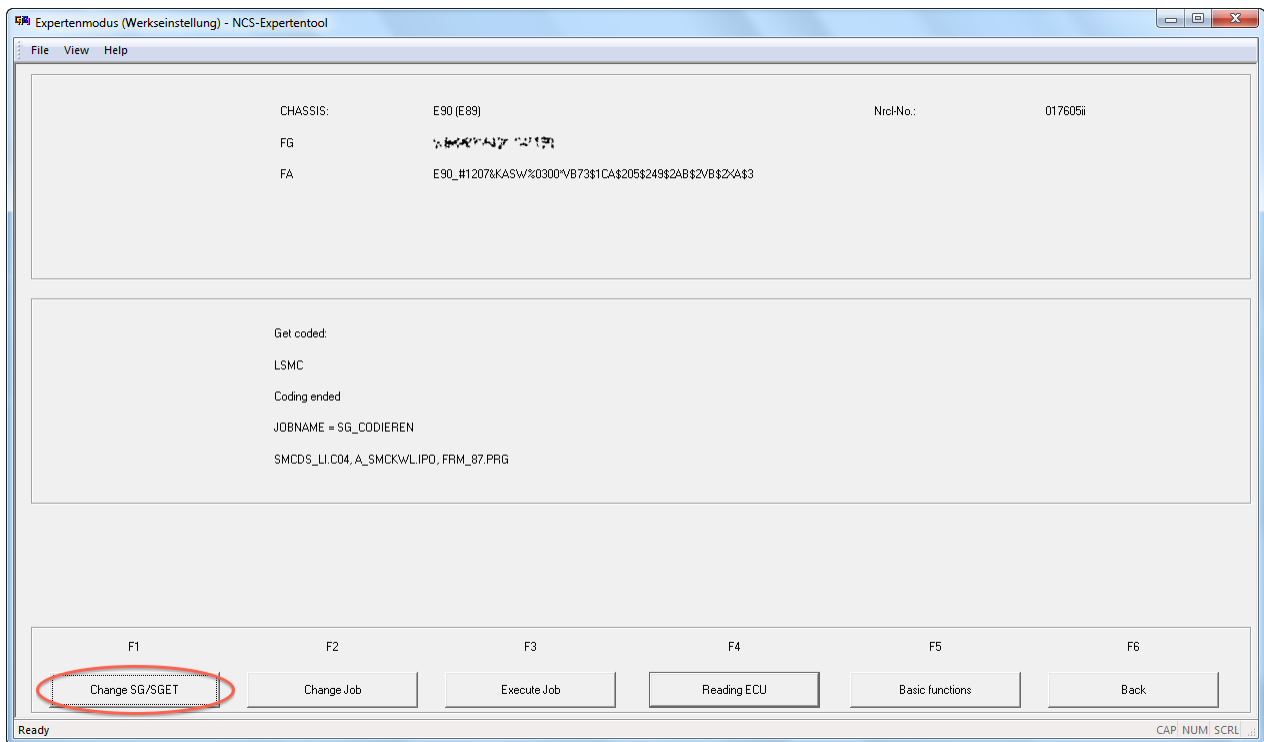 Expertenmodus (Werkseinstellung) - NCS-Expertentool
File View Help
CHASSIS: E90 (E89) Nrcl-No.: 017605ii
FG
FA E90_#1207&KASW%0300*VB73$1CA$205$249$2AB$2VB$2XA$3
Get coded:
LSMC
Coding ended
JOBNAME = SG_CODIEREN
SMCDS_LI.C04, A_SMCKWL.IPO, FRM_87.PRG
F1 F2 F3 F4 F5 F6
Change SG/SGET Change Job Execute Job Reading ECU Basic functions Back
Ready CAP NUM SCRL